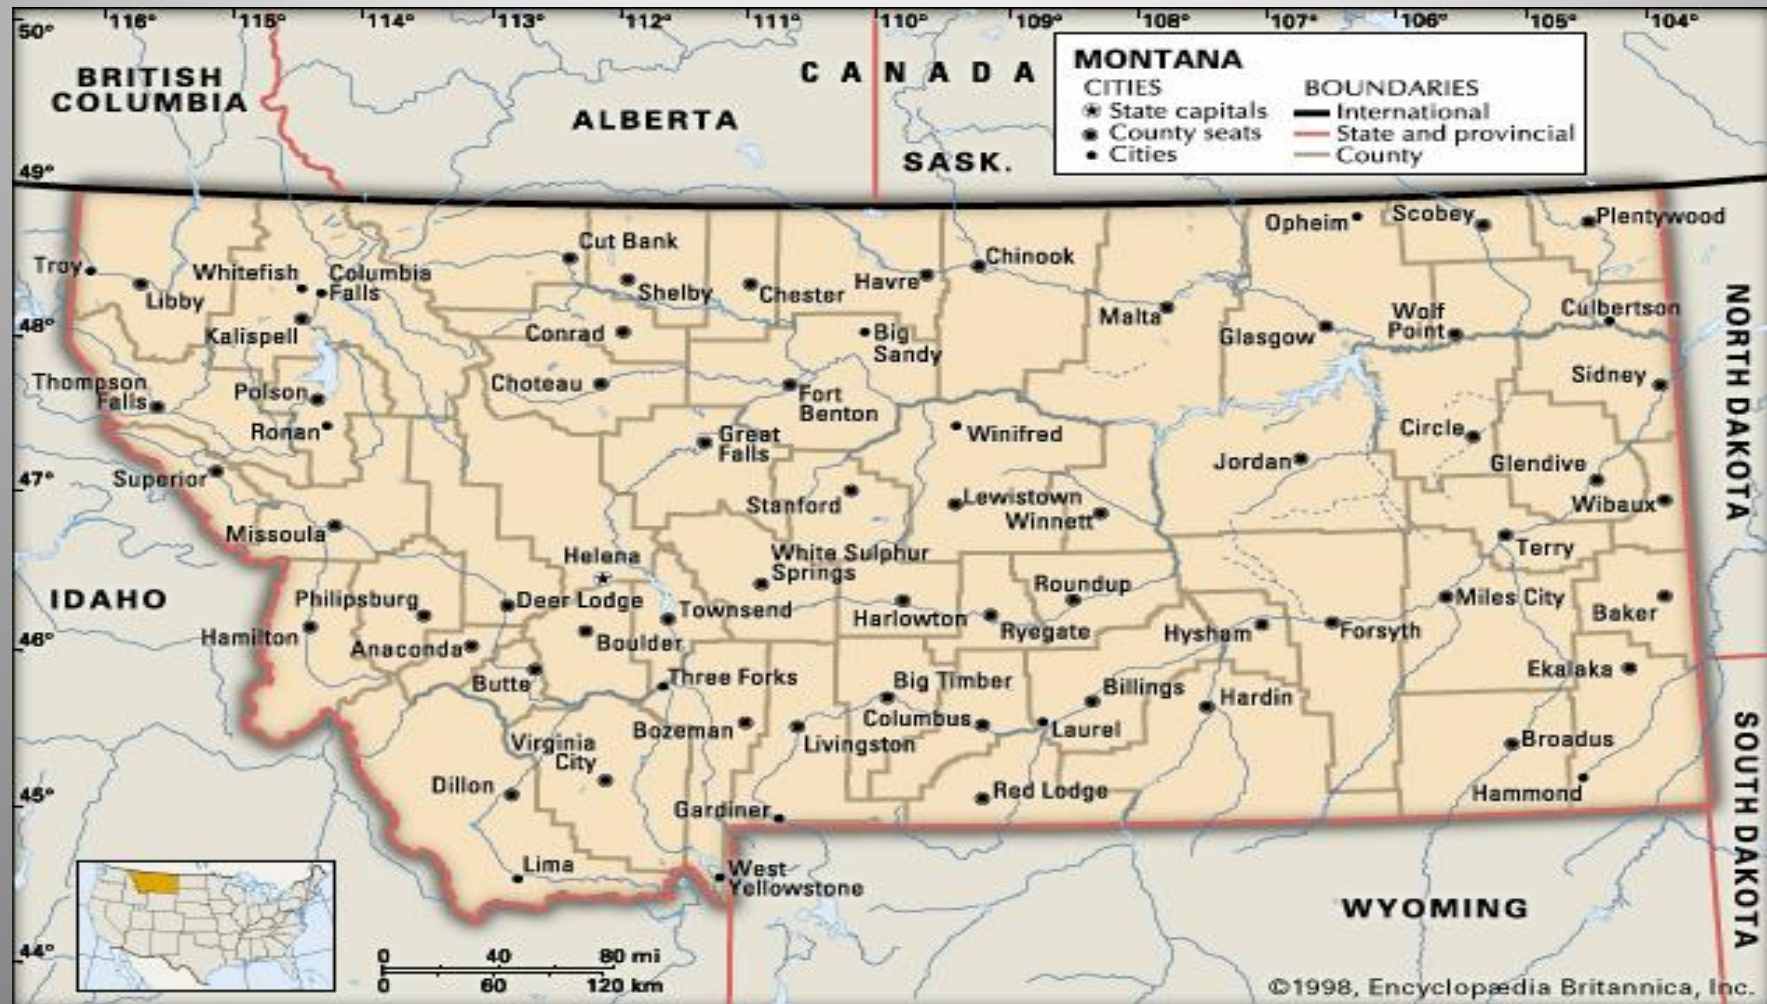 116° 115° 114° 113° 112° 111° 110° 109° 108° 107° 106° 105° 104°
50°
49°
48°
47°
46°
45°
44°
BRITISH
COLUMBIA
ALBERTA
CANADA
SASK.
MONTANA
CITIES
State capitals
County seats
Cities
BOUNDARIES
International
State and provincial
County
Troy
Libby
Whitefish
Columbia
Falls
Kalispell
Cut Bank
Shelby
Chester
Havre
Chinook
Opheim
Scobey
Plentywood
Conrad
Big
Sandy
Malta
Glasgow
Wolf
Point
Culbertson
Thompson
Falls
Polson
Ronan
Choteau
Fort
Benton
Great
Falls
Winifred
Circle
Sidney
Jordan
Glendive
Wibaux
Superior
Missoula
Stanford
Lewistown
Winnett
Terry
Helena
White Sulphur
Springs
Roundup
Miles City
Baker
Philipsburg
Deer Lodge
Townsend
Harlowton
Ryegate
Hysham
Forsyth
Hamilton
Anaconda
Boulder
Butte
Three Forks
Big Timber
Billings
Hardin
Ekalaka
Bozeman
Livingston
Columbus
Laurel
Broadus
Virginia
City
Dillon
Gardiner
Red Lodge
Hammond
Lima
West
Yellowstone
IDAHO
WYOMING
NORTH DAKOTA
SOUTH DAKOTA
0 40 80 mi
0 60 120 km
©1998, Encyclopædia Britannica, Inc.